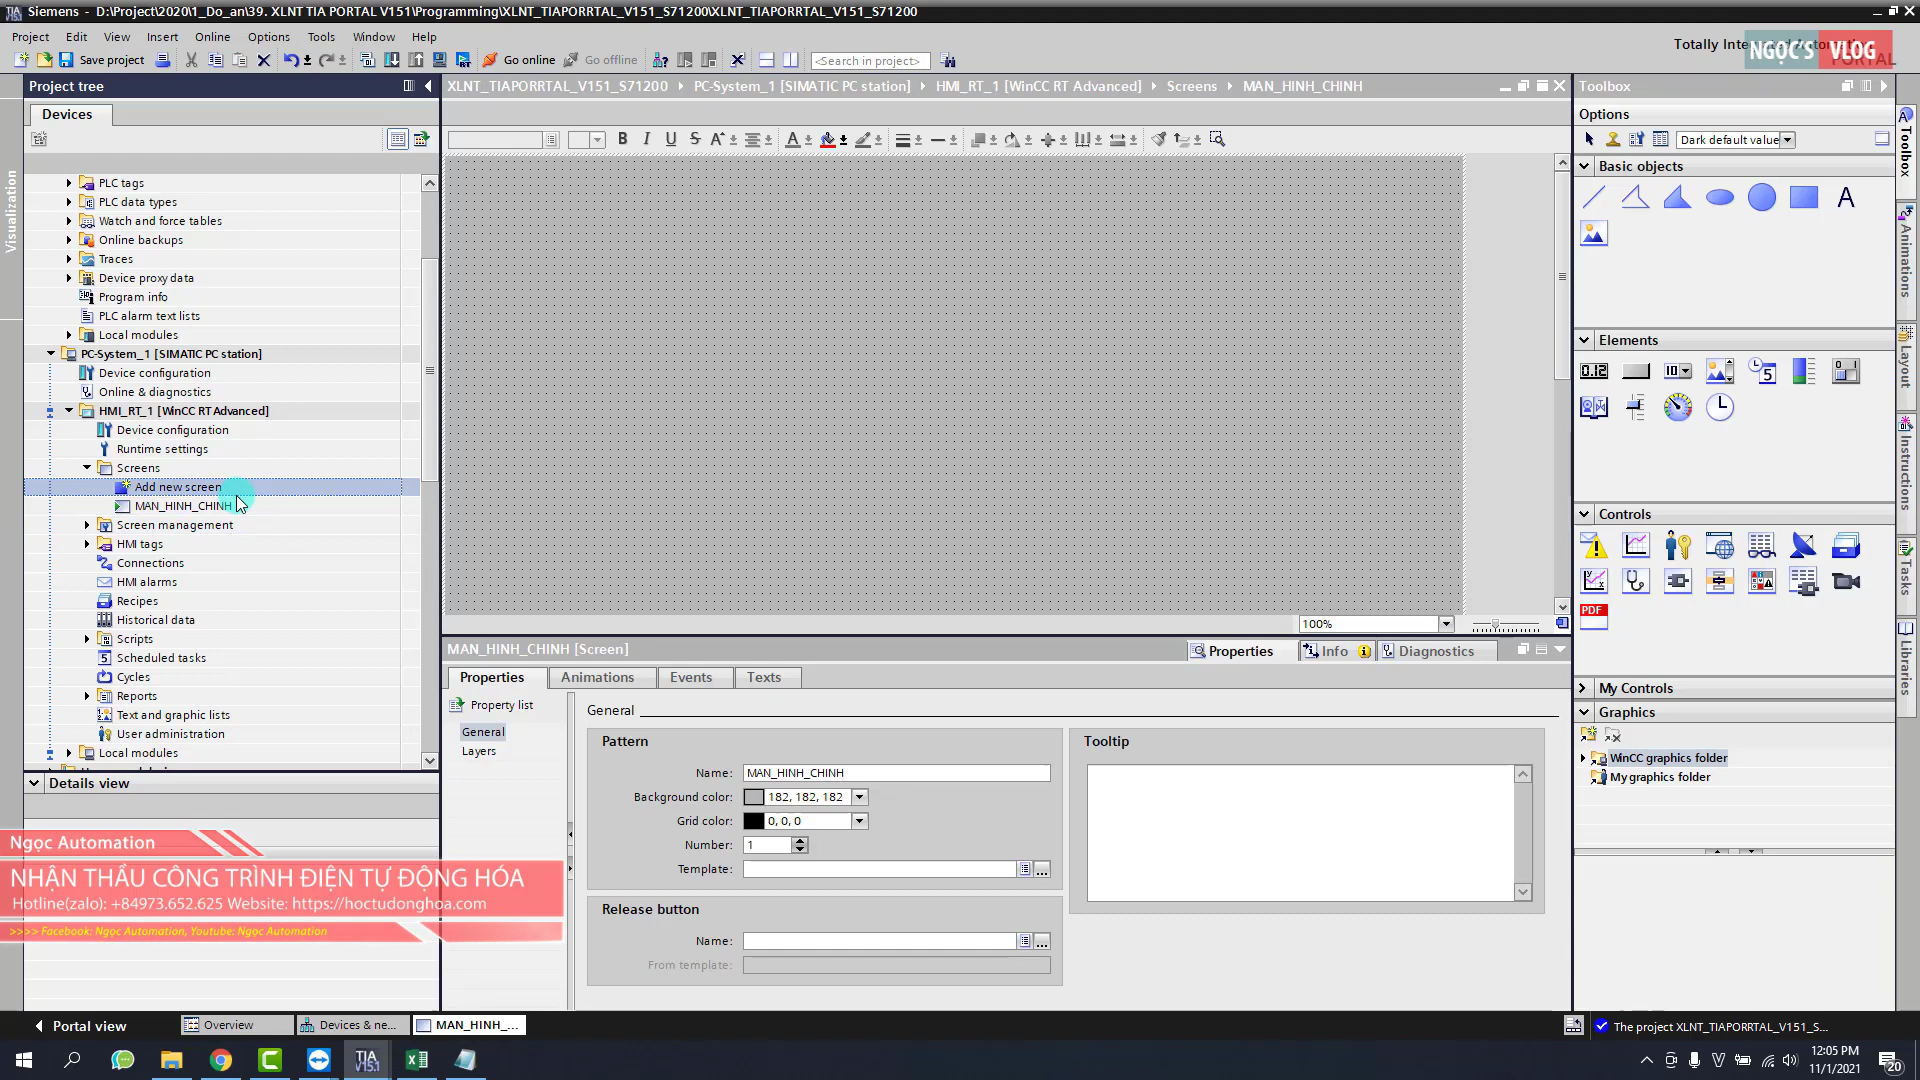 Siemens - D:\Project\2020\1_Do_an\39. XLNT TIA PORTAL V151\Programming\XLNT_TIAPORRTAL_V151_S71200\XLNT_TIAPORRTAL_V151_S71200
Project Edit View Insert Online Options Tools Window Help
Totally
NGỌC'S VLOG
Save project
Go online
Go offline
<Search in project>
Project tree
XLNT_TIAPORRTAL_V151_S71200 PC-System_1 [SIMATIC PC station] HMI_RT_1 [WinCC RT Advanced] Screens MAN_HINH_CHINH
Toolbox
Devices
Options
Dark default value
Visualization
Basic objects
PLC tags
PLC data types
Watch and force tables
Online backups
Traces
Device proxy data
Program info
PLC alarm text lists
Local modules
PC-System_1 [SIMATIC PC station]
Device configuration
Online & diagnostics
HMI_RT_1 [WinCC RT Advanced]
Device configuration
Runtime settings
Screens
Add new screen
MAN_HINH_CHINH
Screen management
HMI tags
Connections
HMI alarms
Recipes
Historical data
Scripts
Scheduled tasks
Cycles
Reports
Text and graphic lists
User administration
Local modules
Details view
Elements
Controls
PDF
My Controls
Graphics
WinCC graphics folder
My graphics folder
Toolbox
Animations
Layout
Instructions
Tasks
Libraries
100%
MAN_HINH_CHINH [Screen]
Properties Info Diagnostics
Properties Animations Events Texts
Property list
General
Layers
General
Pattern
Name: MAN_HINH_CHINH
Background color: 182, 182, 182
Grid color: 0, 0, 0
Number: 1
Template:
Release button
Name:
From template:
Tooltip
Ngọc Automation
NHẬN THẦU CÔNG TRÌNH ĐIỆN TỰ ĐỘNG HÓA
Hotline(zalo): +84973.652.625 Website: https://hoctudonghoa.com
>>>> Facebook: Ngọc Automation, Youtube: Ngọc Automation
Portal view
Overview
Devices & ne...
MAN_HINH_...
The project XLNT_TIAPORRTAL_V151_S...
TIA V15.1
12:05 PM
11/1/2021
20